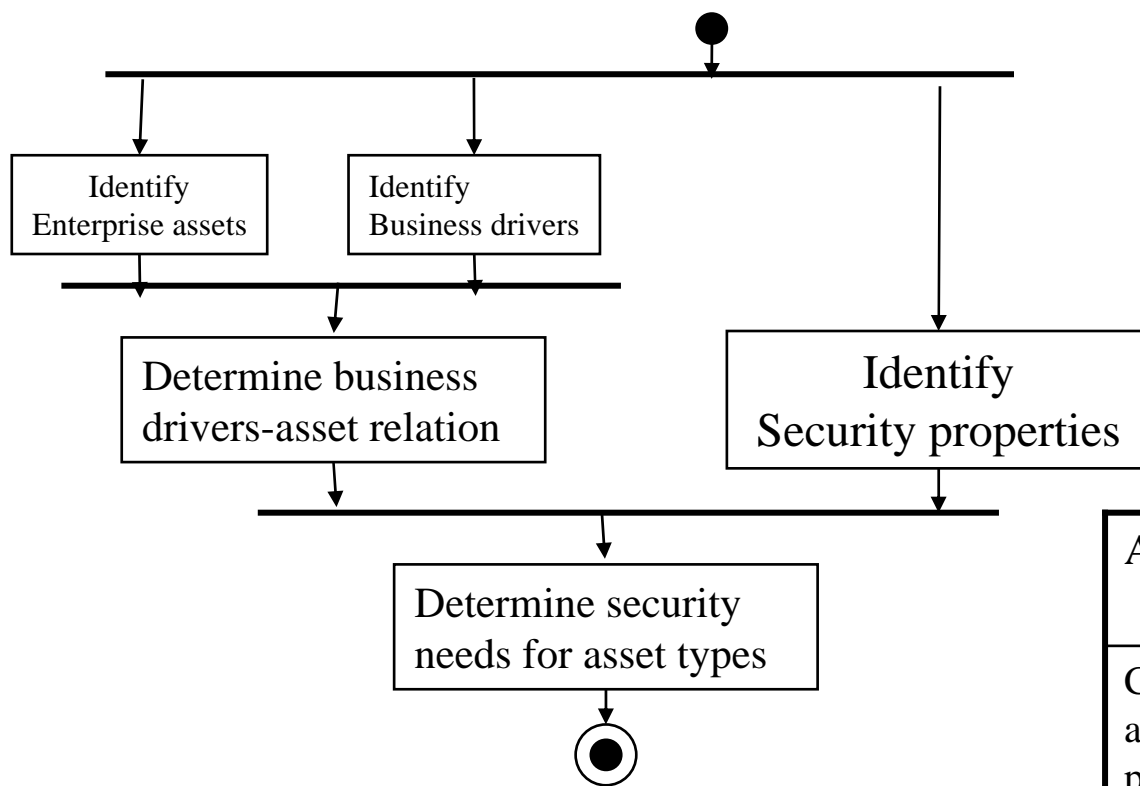 Identify
Enterprise assets
Identify
Business drivers
Determine business
drivers-asset relation
Identify
Security properties
Determine security
needs for asset types